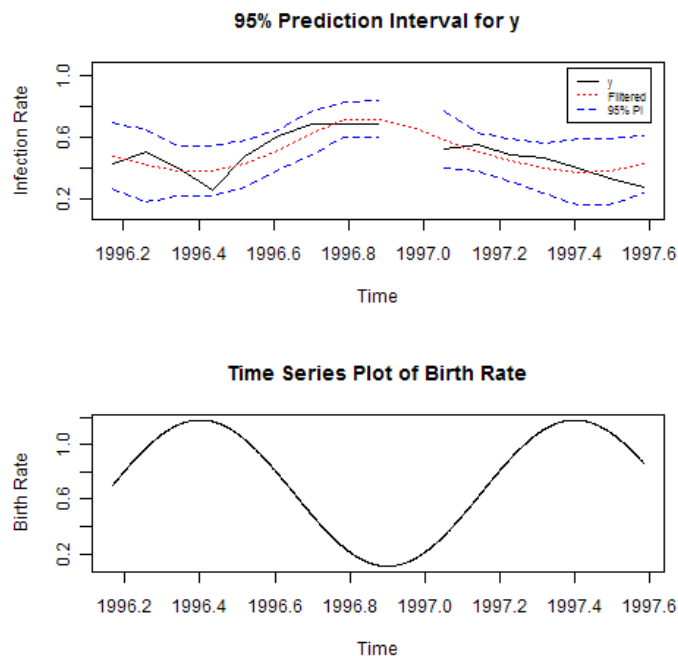 95% Prediction Interval for y
Infection Rate
1.0
0.6
0.2
y
Filtered
95% PI
1996.2 1996.4 1996.6 1996.8 1997.0 1997.2 1997.4 1997.6
Time
Time Series Plot of Birth Rate
Birth Rate
1.0
0.6
0.2
1996.2 1996.4 1996.6 1996.8 1997.0 1997.2 1997.4 1997.6
Time